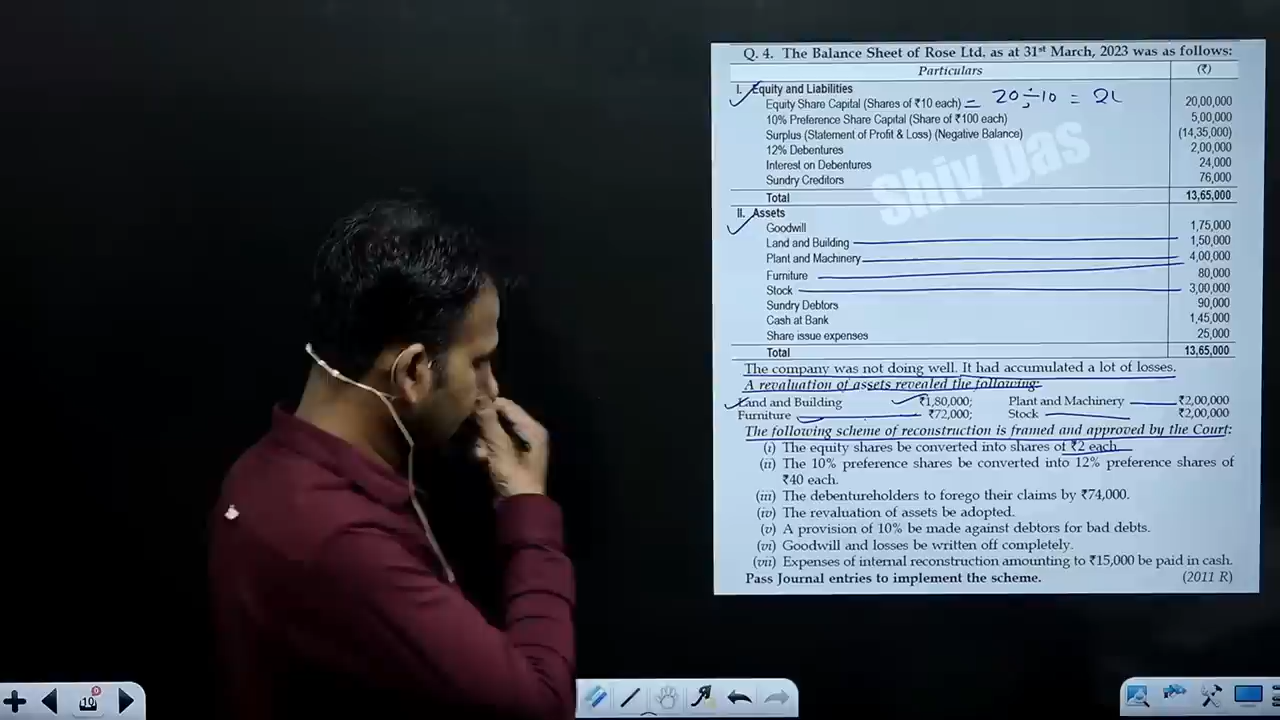 Q. 4. The Balance Sheet of Rose Ltd. as at 31st March, 2023 was as follows:
Particulars (₹)
I. Equity and Liabilities
Equity Share Capital (Shares of ₹10 each) = 20 ÷ 10 = 20,00,000
10% Preference Share Capital (Share of ₹100 each) 5,00,000
Surplus (Statement of Profit & Loss) (Negative Balance) (14,35,000)
12% Debentures 2,00,000
Interest on Debentures 24,000
Sundry Creditors 76,000
Total 13,65,000
II. Assets
Goodwill 1,75,000
Land and Building 1,50,000
Plant and Machinery 4,00,000
Furniture 80,000
Stock 3,00,000
Sundry Debtors 90,000
Cash at Bank 1,45,000
Share issue expenses 25,000
Total 13,65,000
Shiv Das
The company was not doing well. It had accumulated a lot of losses.
A revaluation of assets revealed the following:
Land and Building ₹1,80,000; Plant and Machinery ₹2,00,000
Furniture ₹72,000; Stock ₹2,00,000
The following scheme of reconstruction is framed and approved by the Court:
(i) The equity shares be converted into shares of ₹2 each.
(ii) The 10% preference shares be converted into 12% preference shares of
₹40 each.
(iii) The debentureholders to forego their claims by ₹74,000.
(iv) The revaluation of assets be adopted.
(v) A provision of 10% be made against debtors for bad debts.
(vi) Goodwill and losses be written off completely.
(vii) Expenses of internal reconstruction amounting to ₹15,000 be paid in cash.
Pass Journal entries to implement the scheme. (2011 R)
10